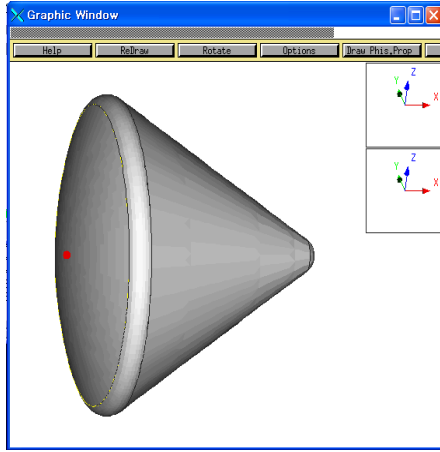 Graphic Window
Help ReDraw Rotate Options Draw Phis.Prop
Z
Y
X
Z
Y
X